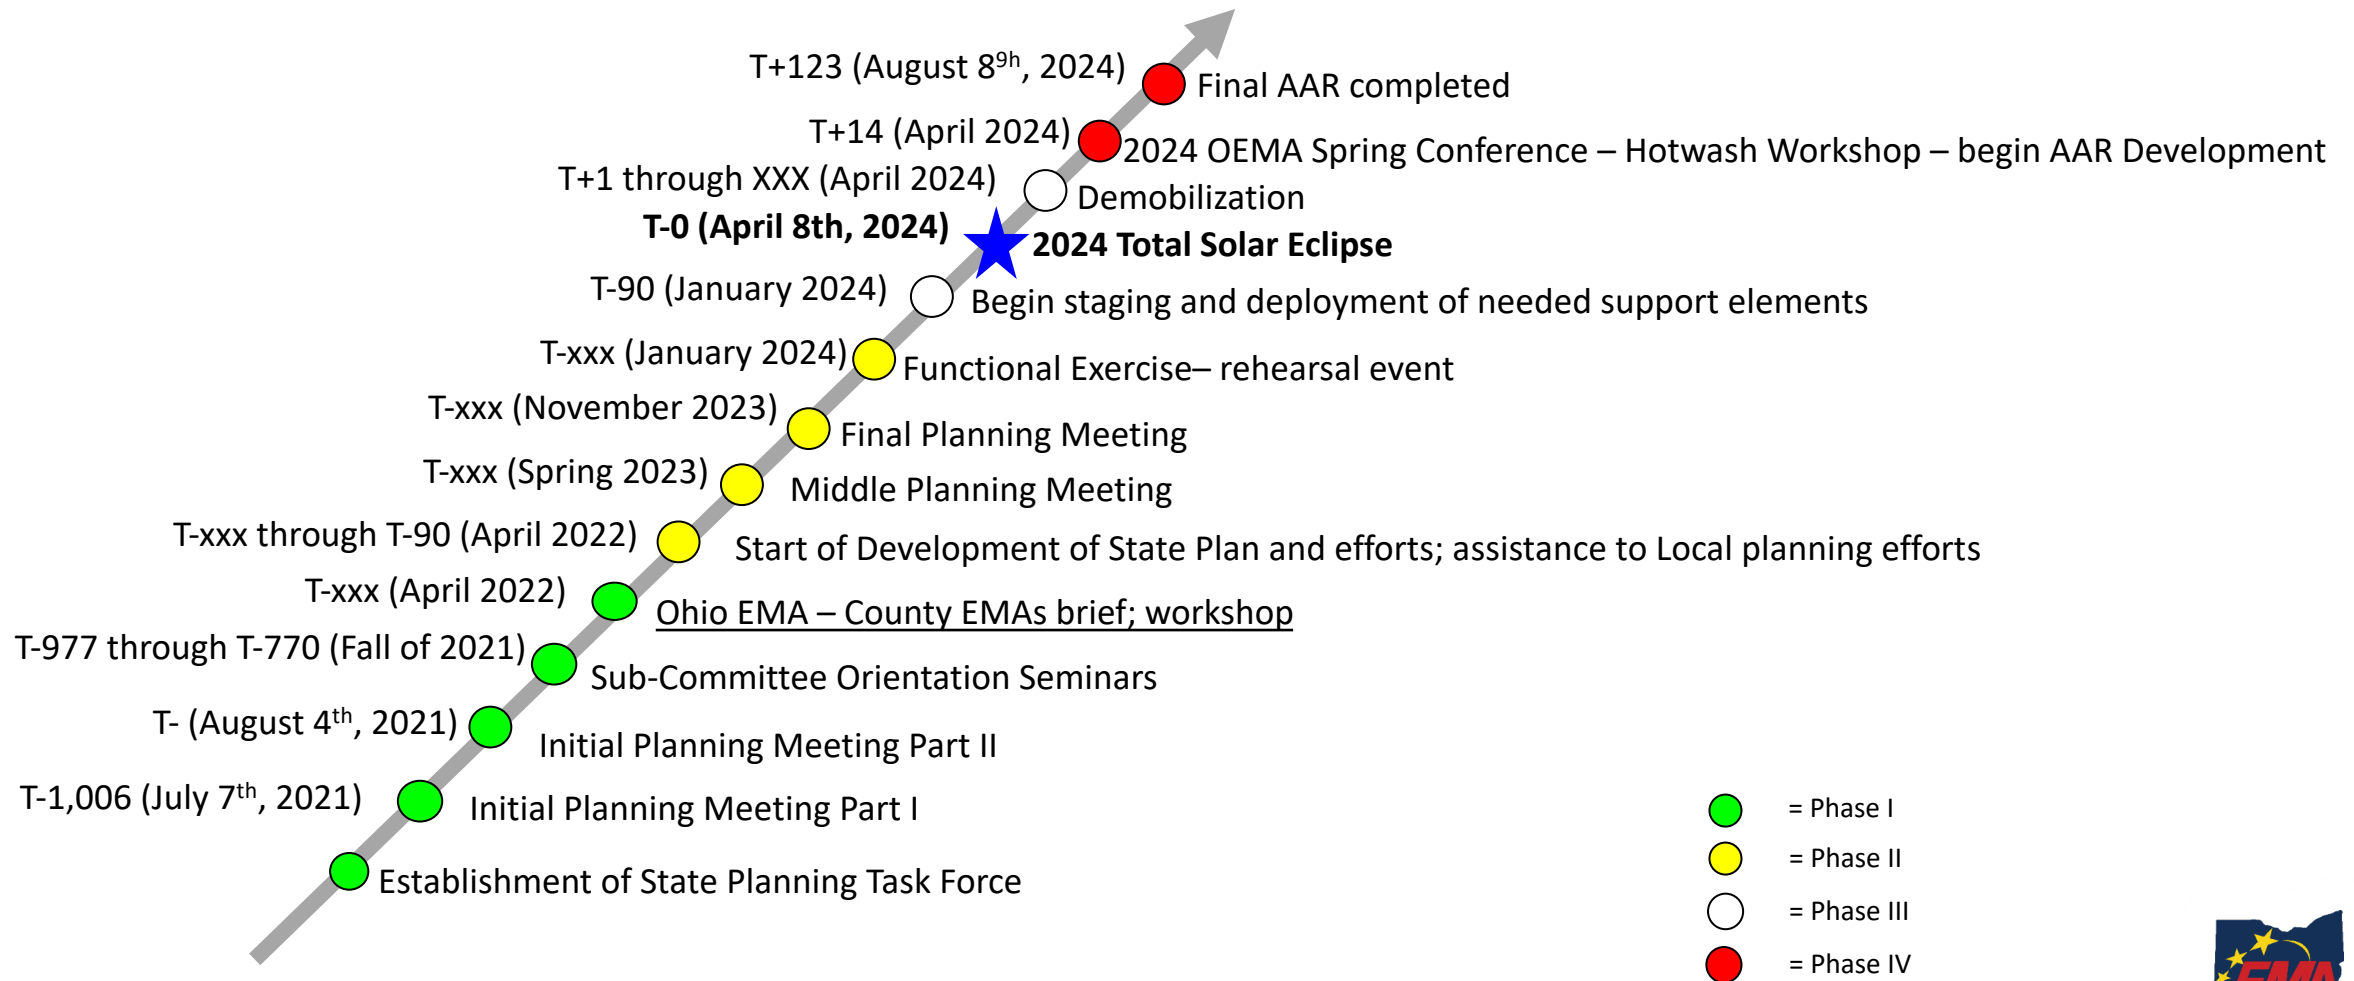 T+123 (August 89h, 2024)
Final AAR completed
T+14 (April 2024)
2024 OEMA Spring Conference – Hotwash Workshop – begin AAR Development
T+1 through XXX (April 2024)
Demobilization
T-0 (April 8th, 2024)
2024 Total Solar Eclipse
T-90 (January 2024)
Begin staging and deployment of needed support elements
T-xxx (January 2024)
Functional Exercise– rehearsal event
T-xxx (November 2023)
Final Planning Meeting
T-xxx (Spring 2023)
Middle Planning Meeting
T-xxx through T-90 (April 2022)
Start of Development of State Plan and efforts; assistance to Local planning efforts
T-xxx (April 2022)
Ohio EMA – County EMAs brief; workshop
T-977 through T-770 (Fall of 2021)
Sub-Committee Orientation Seminars
T- (August 4th, 2021)
Initial Planning Meeting Part II
T-1,006 (July 7th, 2021)
Initial Planning Meeting Part I
Establishment of State Planning Task Force
= Phase I
= Phase II
= Phase III
= Phase IV
EMA